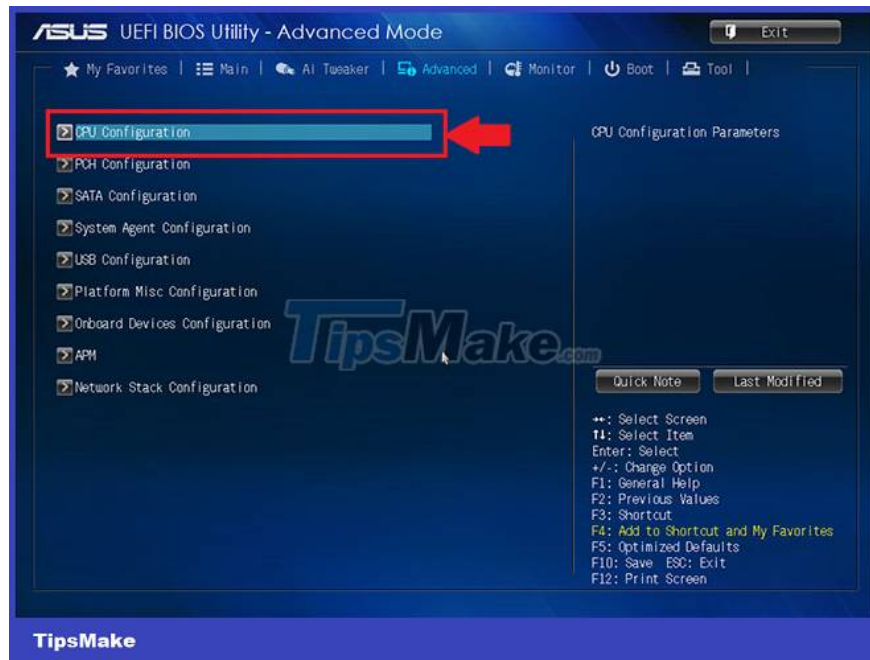 ASUS UEFI BIOS Utility - Advanced Mode
Exit
My Favorites | Main | Ai Tweaker | Advanced | Monitor | Boot | Tool |
CPU Configuration
CPU Configuration Parameters
PCH Configuration
SATA Configuration
System Agent Configuration
USB Configuration
Platform Misc Configuration
Onboard Devices Configuration
APM
Network Stack Configuration
TipsMake.com
Quick Note
Last Modified
→←: Select Screen
↑↓: Select Item
Enter: Select
+/-: Change Option
F1: General Help
F2: Previous Values
F3: Shortcut
F4: Add to Shortcut and My Favorites
F5: Optimized Defaults
F10: Save ESC: Exit
F12: Print Screen
TipsMake